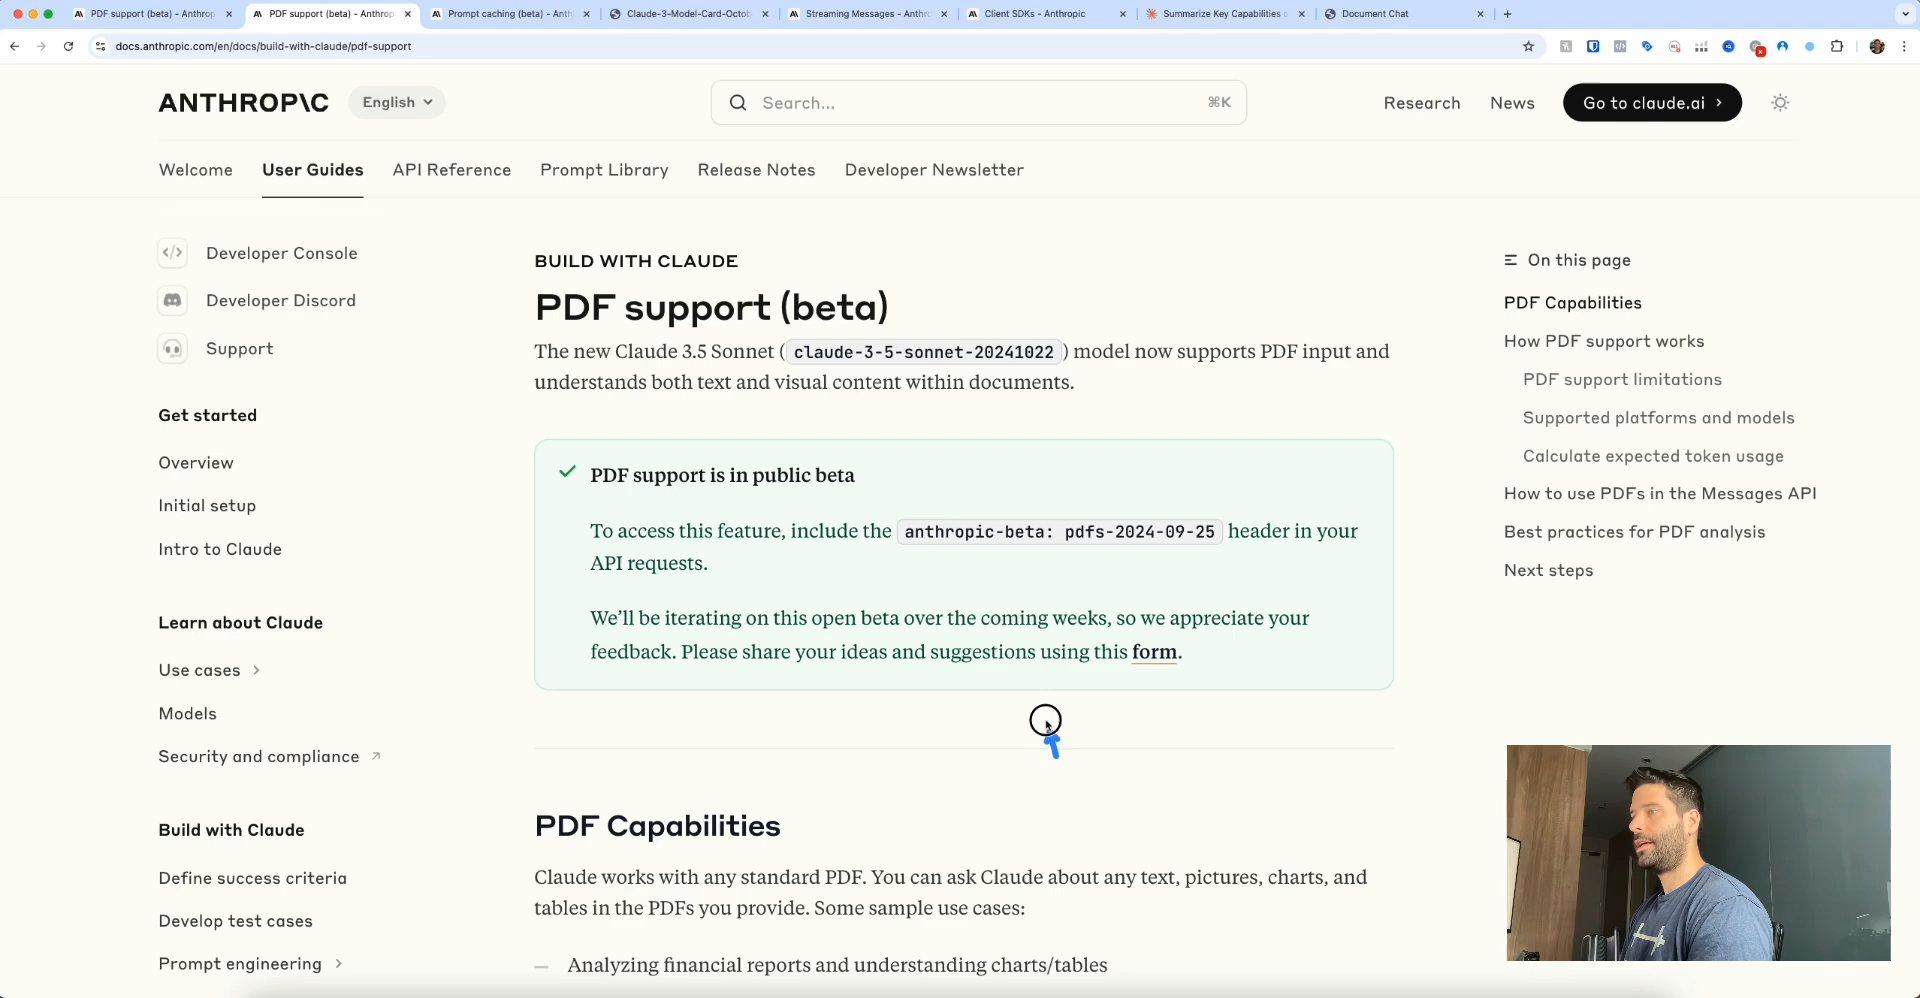 PDF support (beta) - Anthrop
PDF support (beta) - Anthrop
Prompt caching (beta) - Anth
Claude-3-Model-Card-Octob
Streaming Messages - Anthro
Client SDKs - Anthropic
Summarize Key Capabilities o
Document Chat
docs.anthropic.com/en/docs/build-with-claude/pdf-support
ANTHROP\C
English
Search...
⌘K
Research
News
Go to claude.ai
Welcome
User Guides
API Reference
Prompt Library
Release Notes
Developer Newsletter
Developer Console
Developer Discord
Support
Get started
Overview
Initial setup
Intro to Claude
Learn about Claude
Use cases
Models
Security and compliance
Build with Claude
Define success criteria
Develop test cases
Prompt engineering
BUILD WITH CLAUDE
PDF support (beta)
The new Claude 3.5 Sonnet (claude-3-5-sonnet-20241022) model now supports PDF input and
understands both text and visual content within documents.
PDF support is in public beta
To access this feature, include the anthropic-beta: pdfs-2024-09-25 header in your
API requests.
We'll be iterating on this open beta over the coming weeks, so we appreciate your
feedback. Please share your ideas and suggestions using this form.
PDF Capabilities
Claude works with any standard PDF. You can ask Claude about any text, pictures, charts, and
tables in the PDFs you provide. Some sample use cases:
— Analyzing financial reports and understanding charts/tables
On this page
PDF Capabilities
How PDF support works
PDF support limitations
Supported platforms and models
Calculate expected token usage
How to use PDFs in the Messages API
Best practices for PDF analysis
Next steps